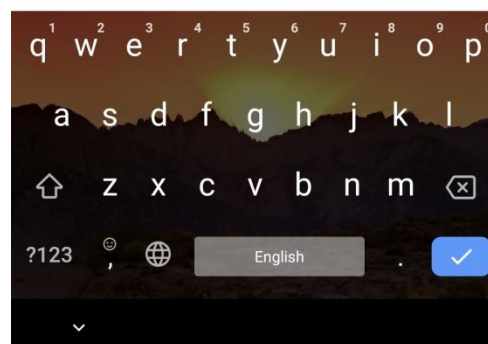 q1 w2 e3 r4 t5 y6 u7 i8 o9 p0
a s d f g h j k l
z x c v b n m
?123 , English .